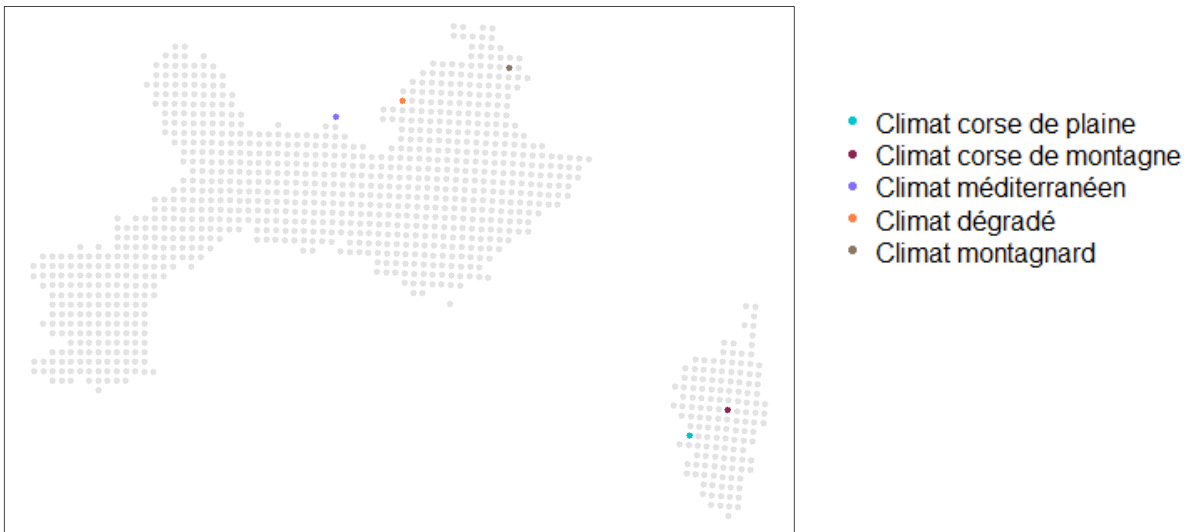 Climat corse de plaine
Climat corse de montagne
Climat méditerranéen
Climat dégradé
Climat montagnard